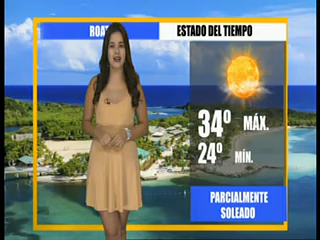 ROAT
ESTADO DEL TIEMPO
34º MÁX.
24º MÍN.
PARCIALMENTE
SOLEADO